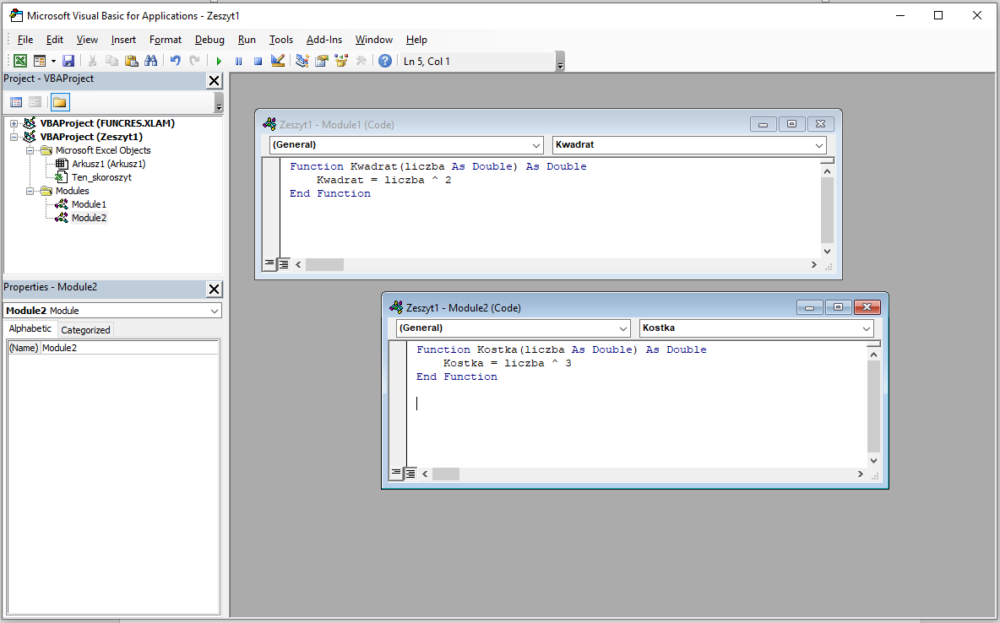 Microsoft Visual Basic for Applications - Zeszyt1
File Edit View Insert Format Debug Run Tools Add-Ins Window Help
Ln 5, Col 1
Project - VBAProject
VBAProject (FUNCRES.XLAM)
VBAProject (Zeszyt1)
Microsoft Excel Objects
Arkusz1 (Arkusz1)
Ten_skoroszyt
Modules
Module1
Module2
Properties - Module2
Module2 Module
Alphabetic Categorized
(Name) Module2
Zeszyt1 - Module1 (Code)
(General) Kwadrat
Function Kwadrat(liczba As Double) As Double
Kwadrat = liczba ^ 2
End Function
Zeszyt1 - Module2 (Code)
(General) Kostka
Function Kostka(liczba As Double) As Double
Kostka = liczba ^ 3
End Function